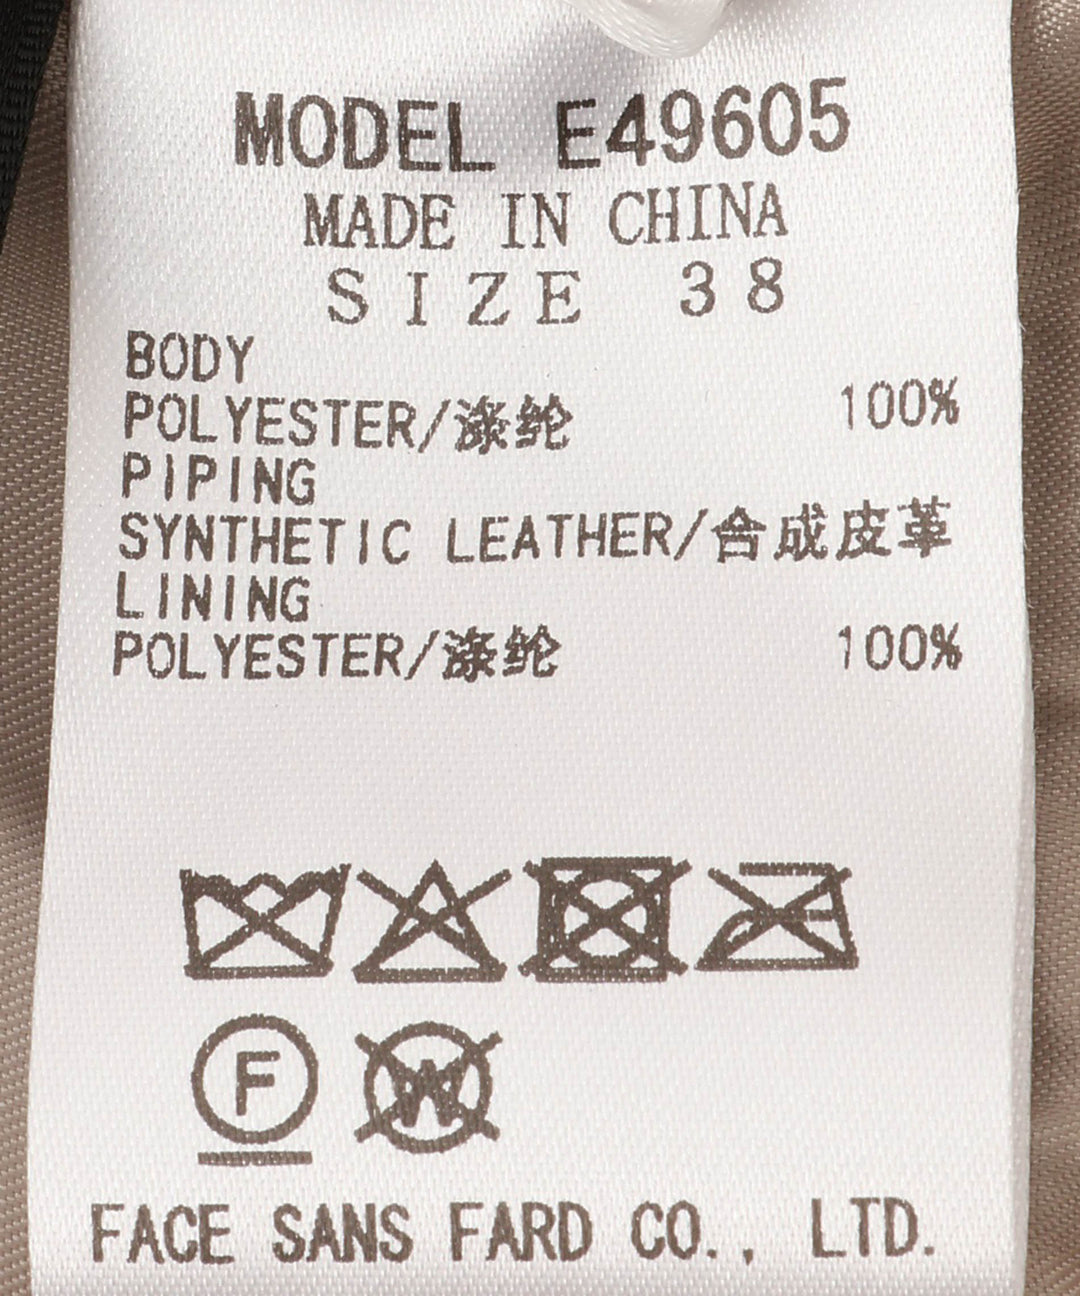 MODEL E49605
MADE IN CHINA
SIZE 38
BODY
POLYESTER/涤纶 100%
PIPING
SYNTHETIC LEATHER/合成皮革
LINING
POLYESTER/涤纶 100%
F W
FACE SANS FARD CO., LTD.